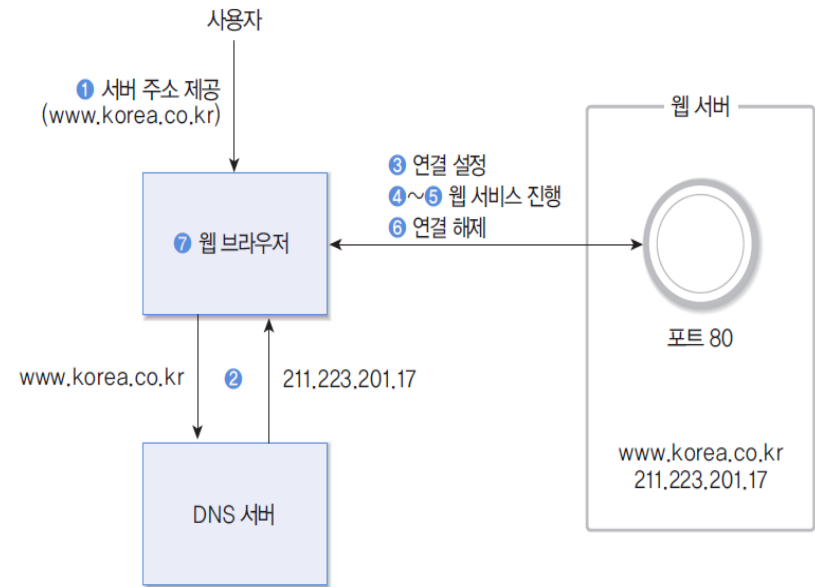 사용자
❶ 서버 주소 제공
(www.korea.co.kr)
웹 서버
❸ 연결 설정
❹~❺ 웹 서비스 진행
❻ 연결 해제
❼ 웹 브라우저
포트 80
www.korea.co.kr
❷
211.223.201.17
www.korea.co.kr
211.223.201.17
DNS 서버